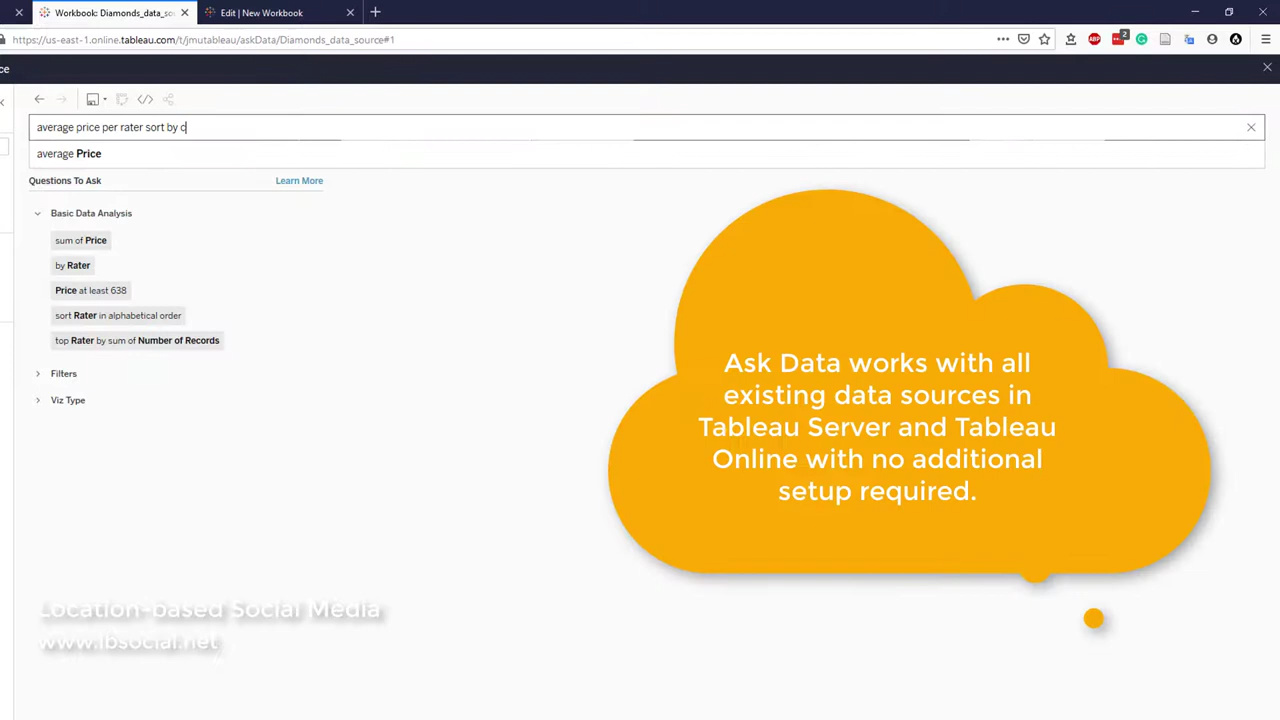 Workbook: Diamonds_data_so
Edit | New Workbook
https://us-east-1.online.tableau.com/t/jmutableau/askData/Diamonds_data_source#1
ABP
2
ce
average price per rater sort by c
average Price
Questions To Ask
Learn More
Basic Data Analysis
sum of Price
by Rater
Price at least 638
sort Rater in alphabetical order
top Rater by sum of Number of Records
Filters
Viz Type
Ask Data works with all
existing data sources in
Tableau Server and Tableau
Online with no additional
setup required.
Location-based Social Media
www.lbsocial.net